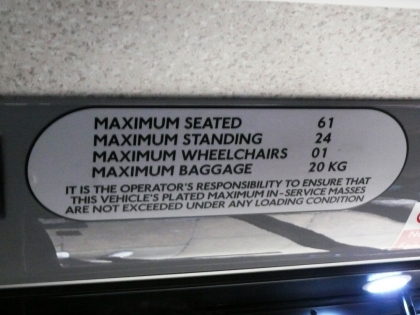 MAXIMUM SEATED 61
MAXIMUM STANDING 24
MAXIMUM WHEELCHAIRS 01
MAXIMUM BAGGAGE 20 KG
IT IS THE OPERATOR'S RESPONSIBILITY TO ENSURE THAT
THIS VEHICLE'S PLATED MAXIMUM IN-SERVICE MASSES
ARE NOT EXCEEDED UNDER ANY LOADING CONDITION